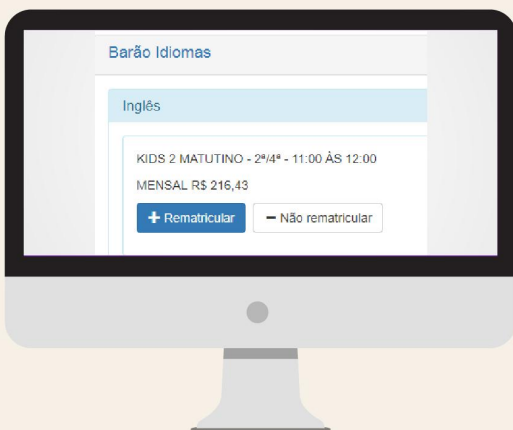 Barão Idiomas
Inglês
KIDS 2 MATUTINO - 2ª/4ª - 11:00 ÀS 12:00
MENSAL R$ 216,43
+ Rematricular − Não rematricular